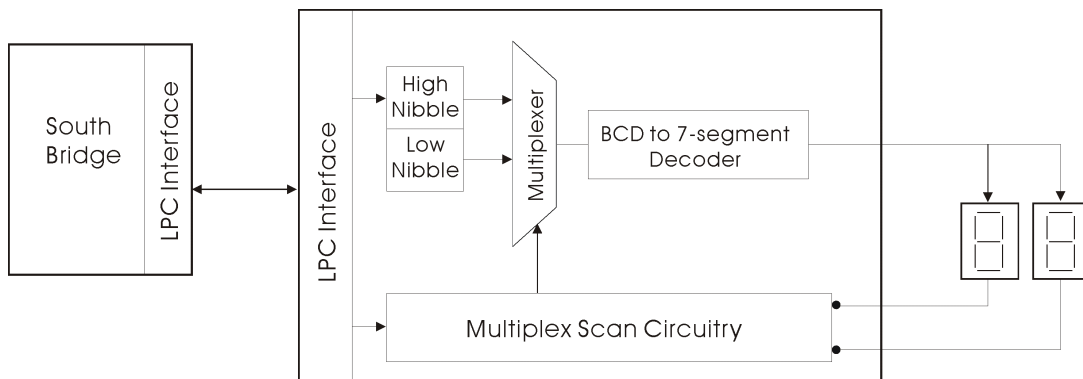 South
Bridge
LPC Interface
LPC Interface
High
Nibble
Low
Nibble
Multiplexer
BCD to 7-segment
Decoder
Multiplex Scan Circuitry